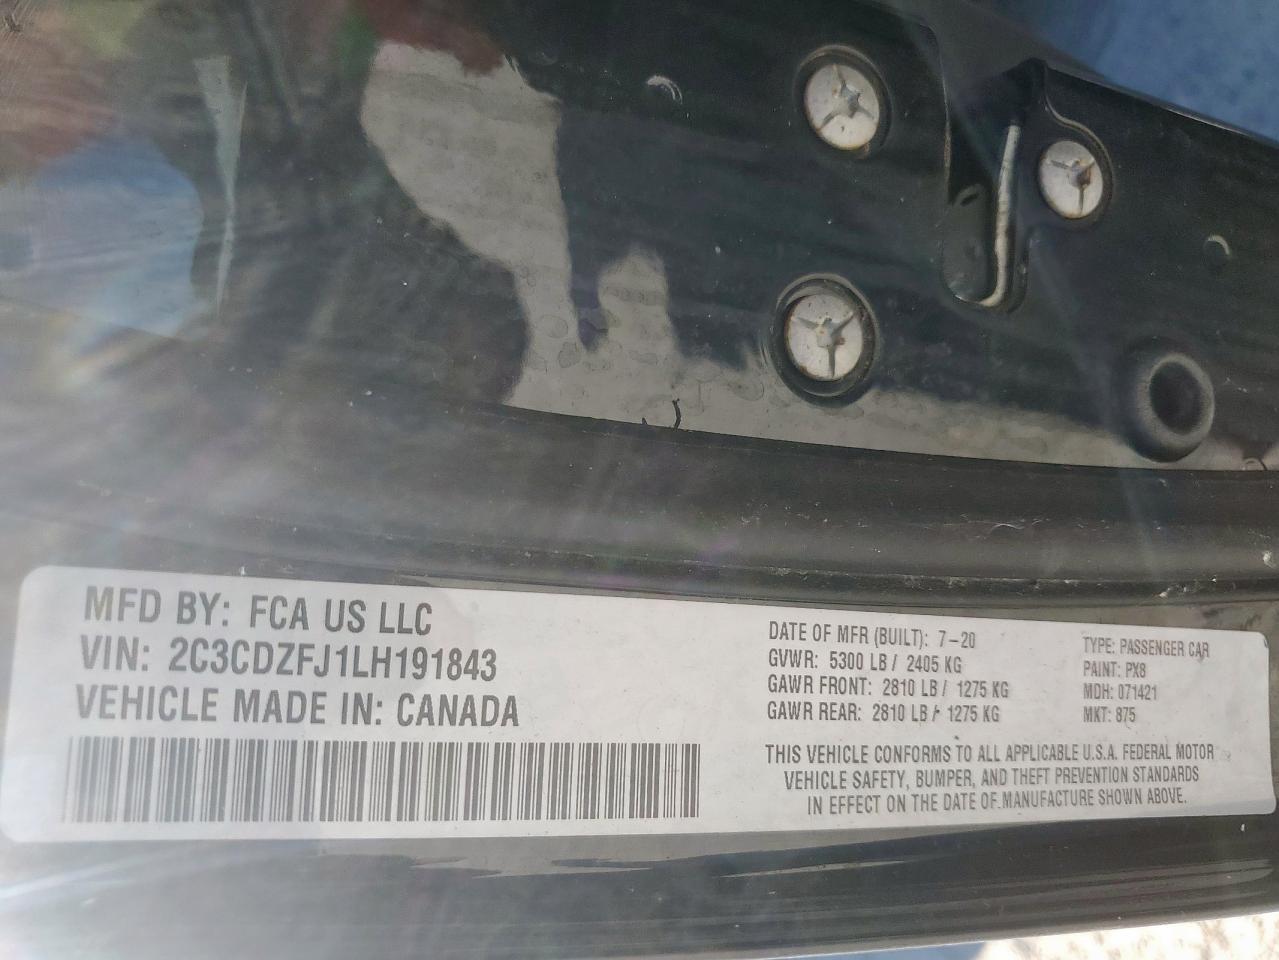 MFD BY: FCA US LLC
VIN: 2C3CDZFJ1LH191843
VEHICLE MADE IN: CANADA
DATE OF MFR (BUILT): 7-20
GVWR: 5300 LB / 2405 KG
GAWR FRONT: 2810 LB / 1275 KG
GAWR REAR: 2810 LB / 1275 KG
TYPE: PASSENGER CAR
PAINT: PX8
MDH: 071421
MKT: 875
THIS VEHICLE CONFORMS TO ALL APPLICABLE U.S.A. FEDERAL MOTOR
VEHICLE SAFETY, BUMPER, AND THEFT PREVENTION STANDARDS
IN EFFECT ON THE DATE OF MANUFACTURE SHOWN ABOVE.